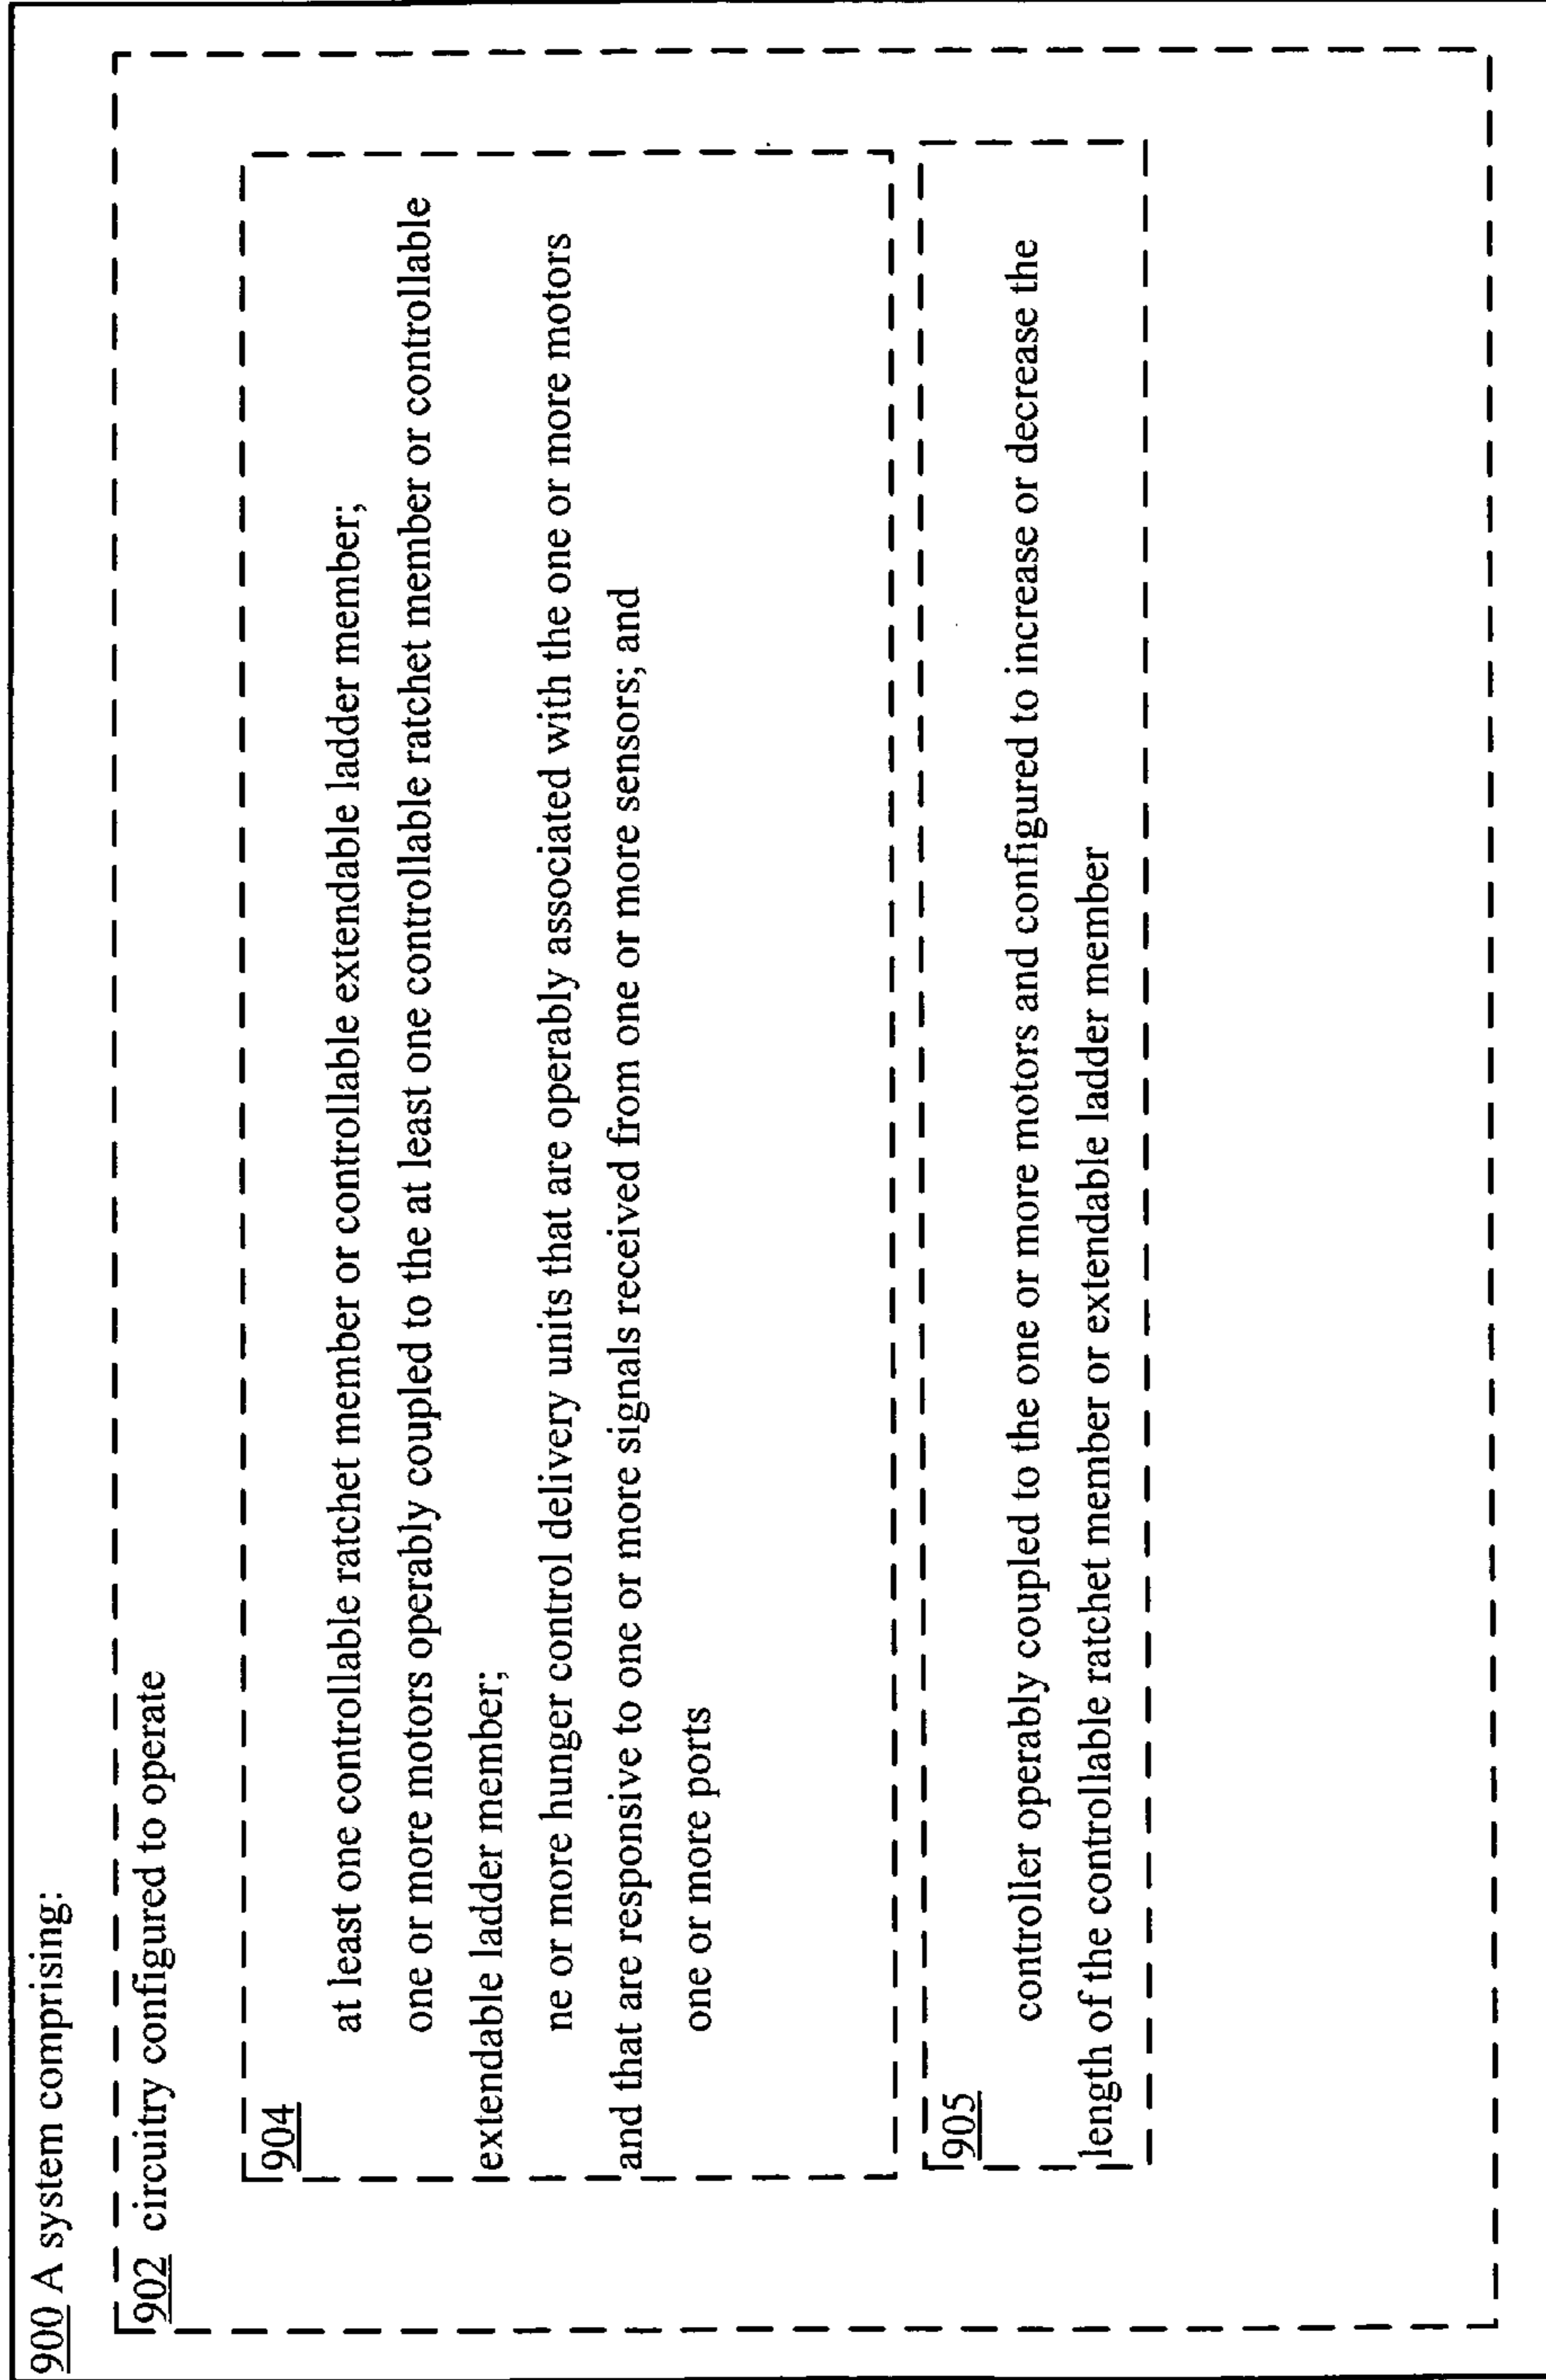 900 A system comprising:
902 circuitry configured to operate
904
at least one controllable ratchet member or controllable extendable ladder member;
one or more motors operably coupled to the at least one controllable ratchet member or controllable
extendable ladder member;
ne or more hunger control delivery units that are operably associated with the one or more motors
and that are responsive to one or more signals received from one or more sensors; and
one or more ports
905
controller operably coupled to the one or more motors and configured to increase or decrease the
length of the controllable ratchet member or extendable ladder member